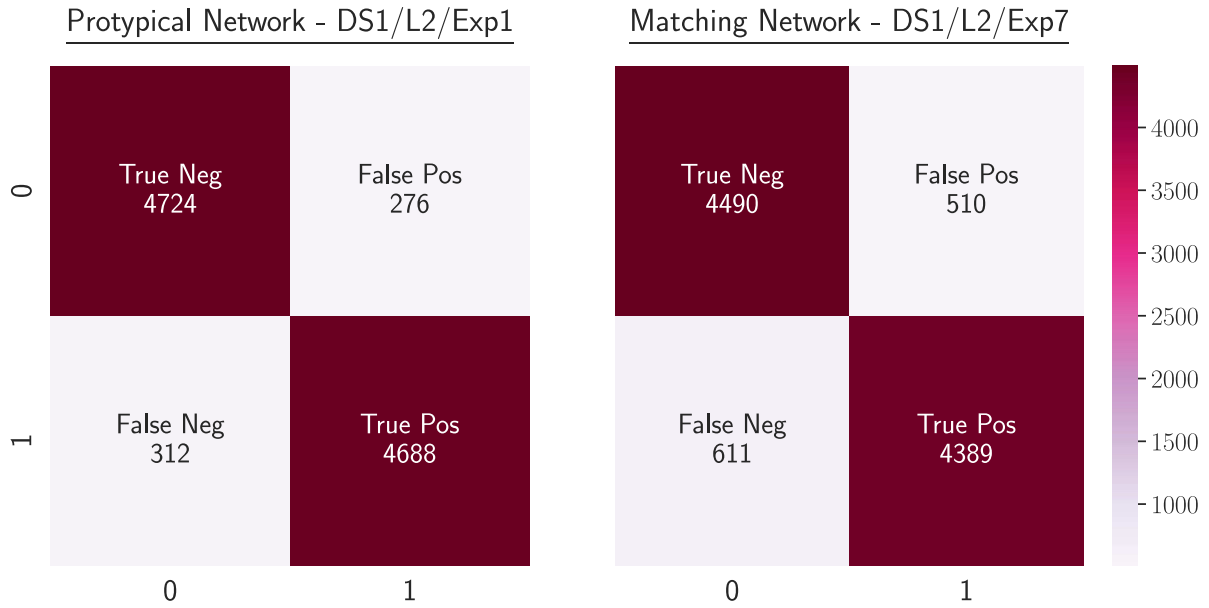 Protypical Network - DS1/L2/Exp1
Matching Network - DS1/L2/Exp7
0
True Neg
4724
False Pos
276
True Neg
4490
False Pos
510
1
False Neg
312
True Pos
4688
False Neg
611
True Pos
4389
0
1
0
1
4000
3500
3000
2500
2000
1500
1000